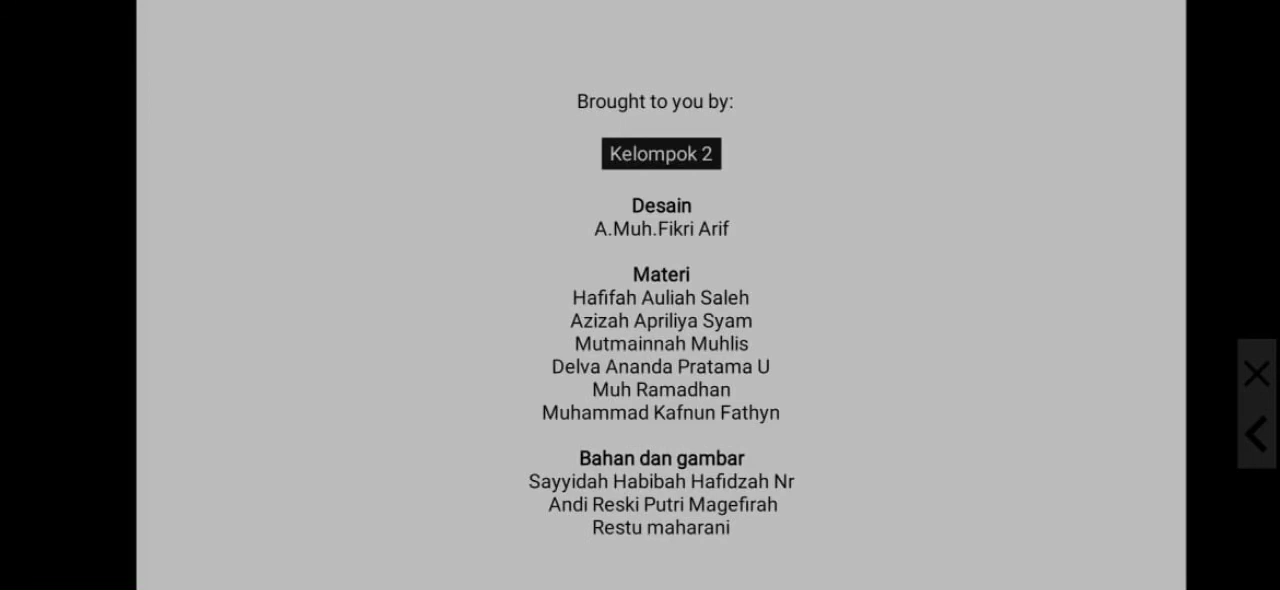 Brought to you by:
Kelompok 2
Desain
A.Muh.Fikri Arif
Materi
Hafifah Auliah Saleh
Azizah Apriliya Syam
Mutmainnah Muhlis
Delva Ananda Pratama U
Muh Ramadhan
Muhammad Kafnun Fathyn
Bahan dan gambar
Sayyidah Habibah Hafidzah Nr
Andi Reski Putri Magefirah
Restu maharani